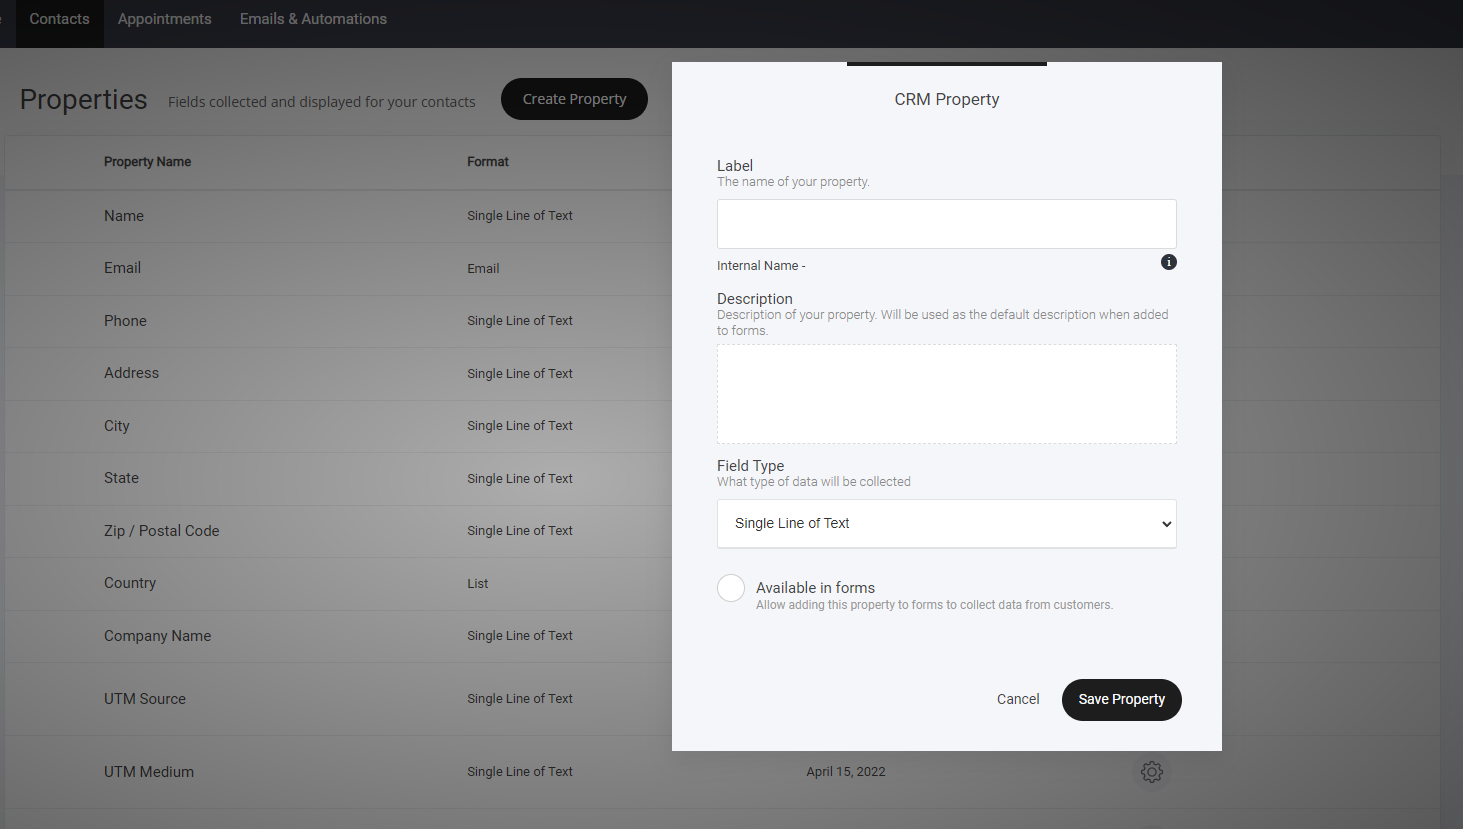 Contacts
Appointments
Emails & Automations
Properties
Fields collected and displayed for your contacts
Create Property
Property Name
Format
Name
Single Line of Text
Email
Email
Phone
Single Line of Text
Address
Single Line of Text
City
Single Line of Text
State
Single Line of Text
Zip / Postal Code
Single Line of Text
Country
List
Company Name
Single Line of Text
UTM Source
Single Line of Text
UTM Medium
Single Line of Text
April 15, 2022
CRM Property
Label
The name of your property.
Internal Name -
Description
Description of your property. Will be used as the default description when added
to forms.
Field Type
What type of data will be collected
Single Line of Text
Available in forms
Allow adding this property to forms to collect data from customers.
Cancel
Save Property